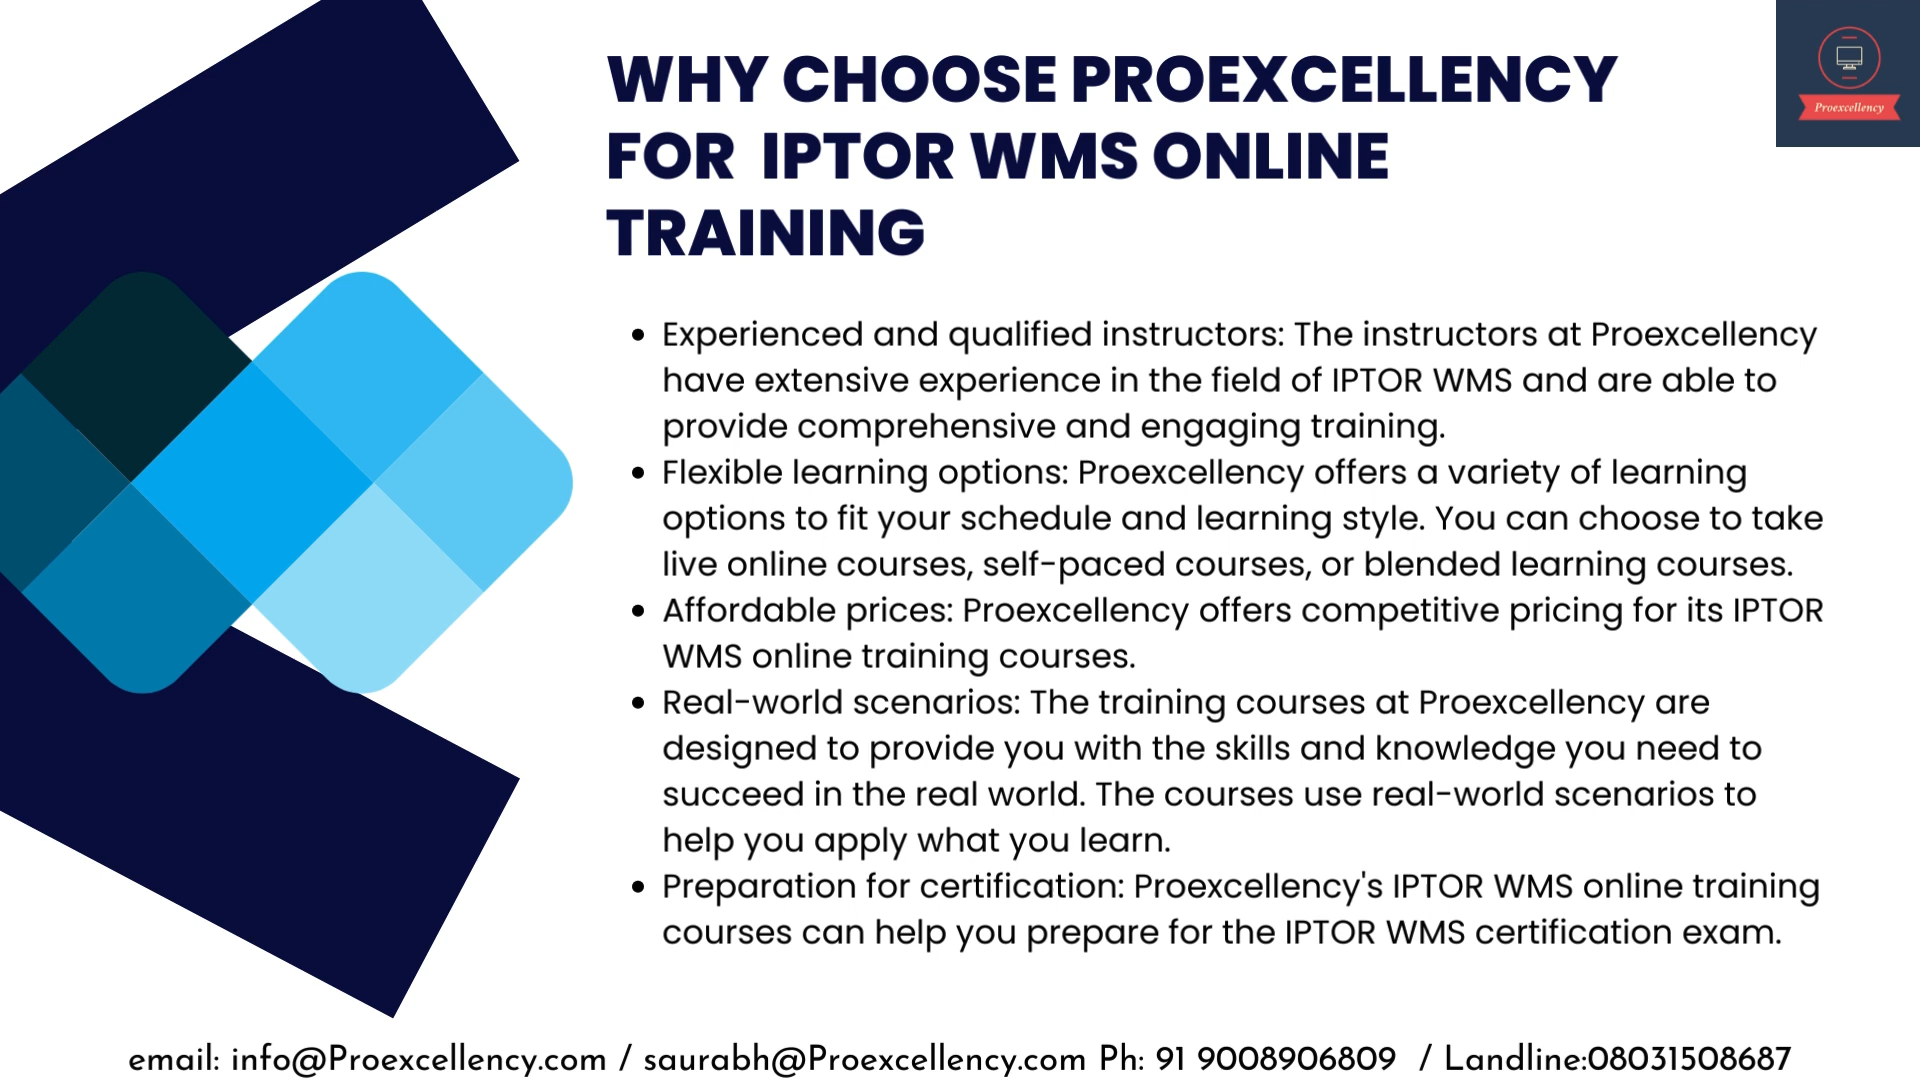 WHY CHOOSE PROEXCELLENCY
FOR IPTOR WMS ONLINE
TRAINING
Proexcellency
• Experienced and qualified instructors: The instructors at Proexcellency
have extensive experience in the field of IPTOR WMS and are able to
provide comprehensive and engaging training.
• Flexible learning options: Proexcellency offers a variety of learning
options to fit your schedule and learning style. You can choose to take
live online courses, self-paced courses, or blended learning courses.
• Affordable prices: Proexcellency offers competitive pricing for its IPTOR
WMS online training courses.
• Real-world scenarios: The training courses at Proexcellency are
designed to provide you with the skills and knowledge you need to
succeed in the real world. The courses use real-world scenarios to
help you apply what you learn.
• Preparation for certification: Proexcellency's IPTOR WMS online training
courses can help you prepare for the IPTOR WMS certification exam.
email: info@Proexcellency.com / saurabh@Proexcellency.com Ph: 91 9008906809 / Landline:08031508687